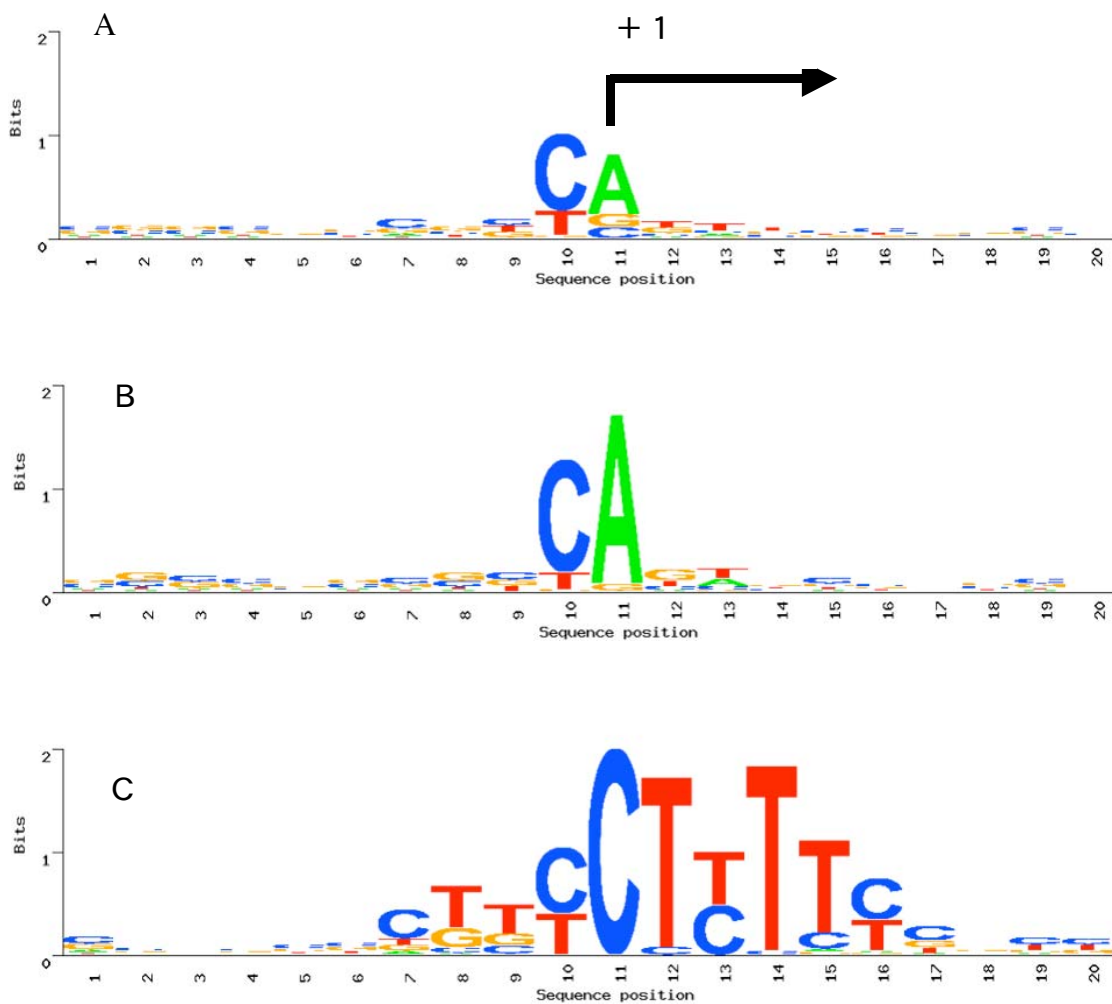 A
+ 1
2
1
0
Bits
1 2 3 4 5 6 7 8 9 10 11 12 13 14 15 16 17 18 19 20
Sequence position
C T A G C
C G C T G T G T
B
2
1
0
Bits
1 2 3 4 5 6 7 8 9 10 11 12 13 14 15 16 17 18 19 20
Sequence position
C T A G
G T T A
C
2
1
0
Bits
1 2 3 4 5 6 7 8 9 10 11 12 13 14 15 16 17 18 19 20
Sequence position
C T G T G C C T C T T C T T C C T C G